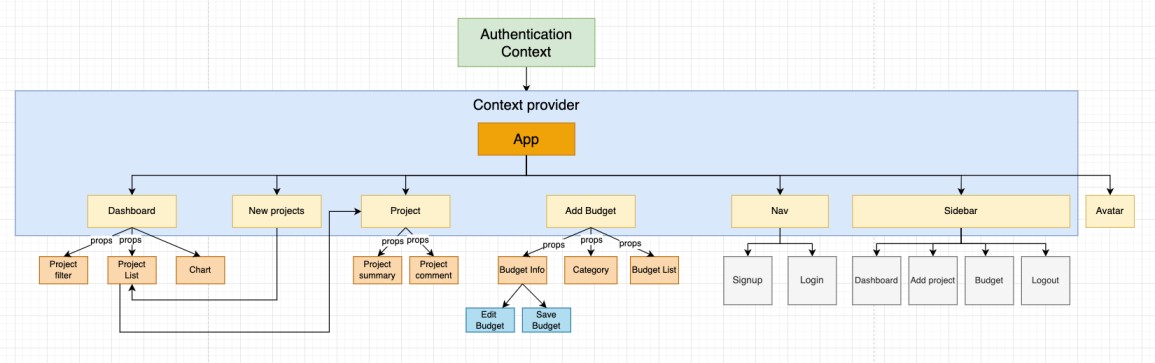 Authentication
Context
Context provider
App
Dashboard
New projects
Project
Add Budget
Nav
Sidebar
Avatar
props
props
props
props
props
props
props
Project
filter
Project
List
Chart
Project
summary
Project
comment
Budget Info
Category
Budget List
Signup
Login
Dashboard
Add project
Budget
Logout
Edit
Budget
Save
Budget